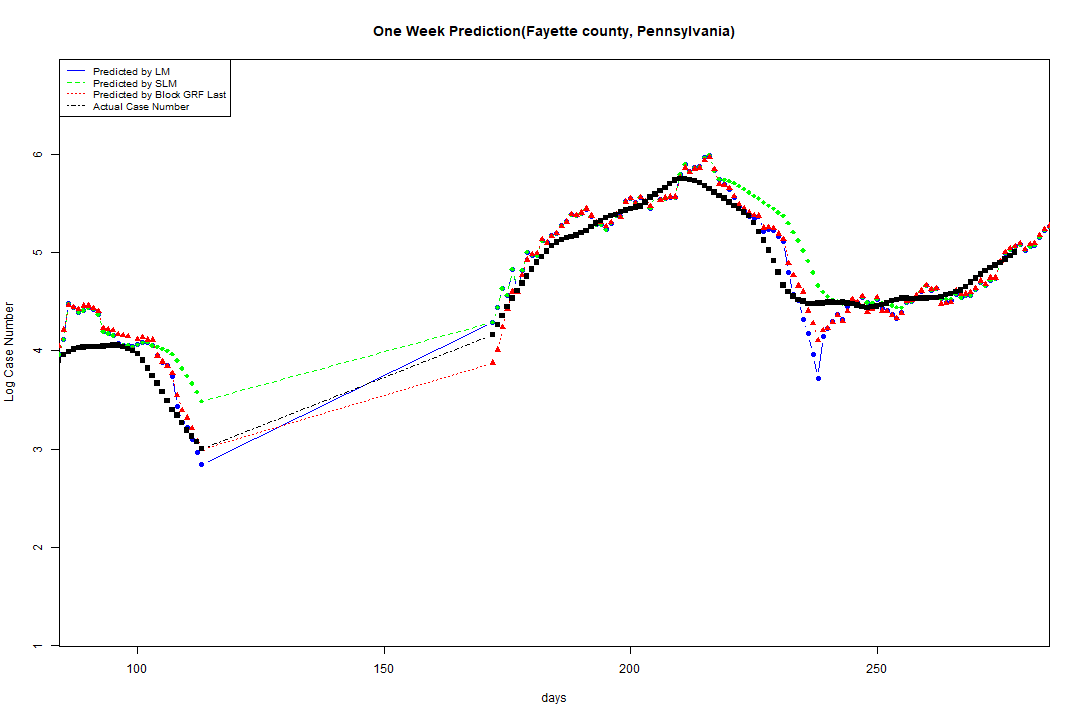 One Week Prediction(Fayette county, Pennsylvania)
Predicted by LM
Predicted by SLM
Predicted by Block GRF Last
Actual Case Number
6
5
4
3
2
1
Log Case Number
100 150 200 250
days